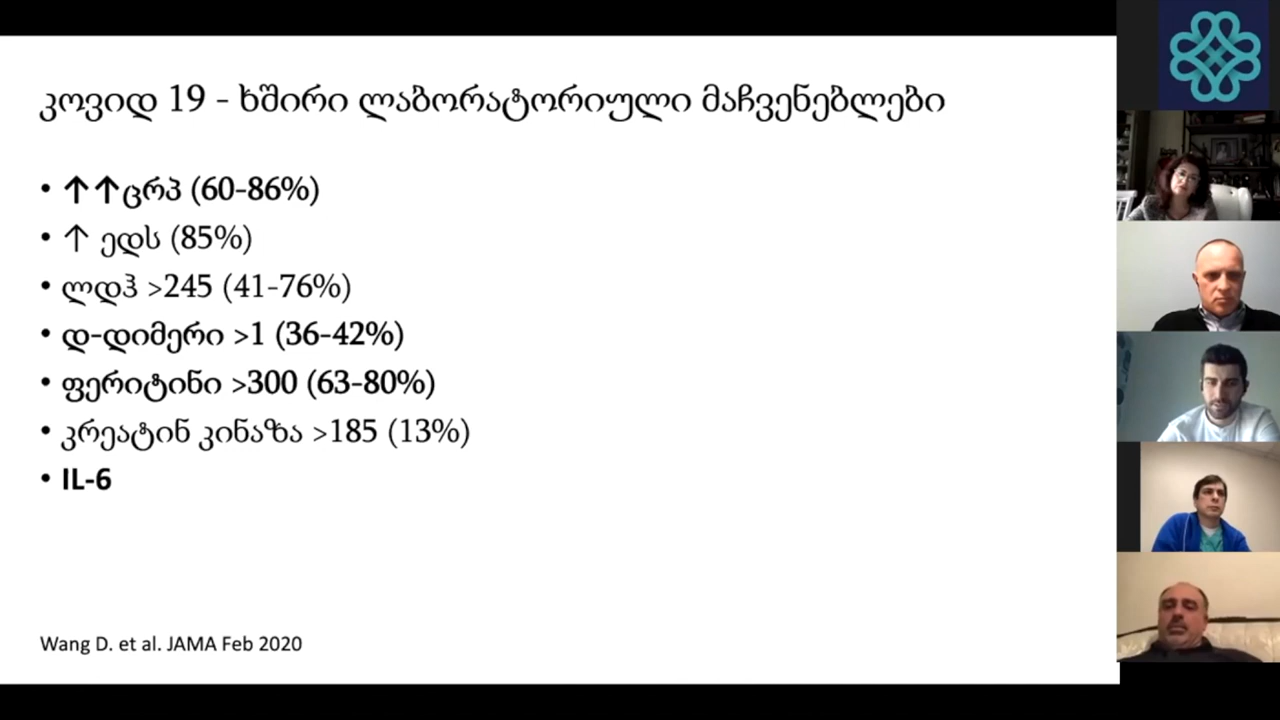 კოვიდ 19 - ხშირი ლაბორატორიული მაჩვენებლები
• ↑↑ცრპ (60-86%)
• ↑ ედს (85%)
• ლდჰ >245 (41-76%)
• დ-დიმერი >1 (36-42%)
• ფერიტინი >300 (63-80%)
• კრეატინ კინაზა >185 (13%)
• IL-6
Wang D. et al. JAMA Feb 2020